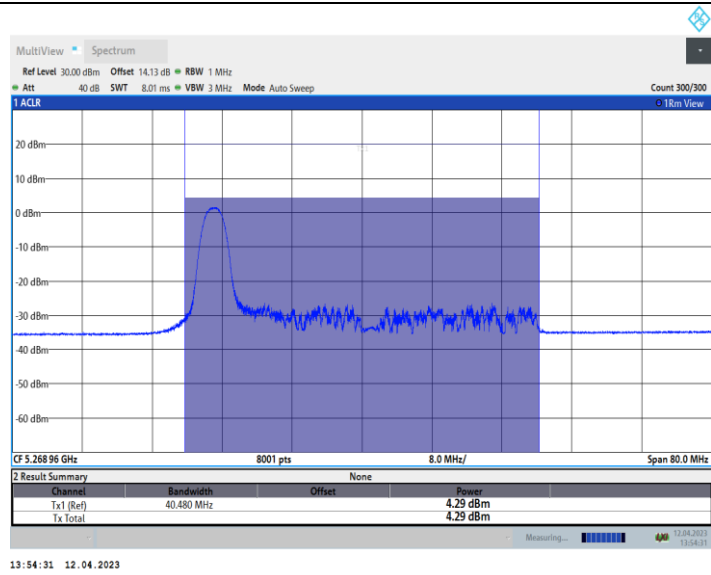 MultiView Spectrum
Ref Level 30.00 dBm Offset 14.13 dB RBW 1 MHz
Att 40 dB SWT 8.01 ms VBW 3 MHz Mode Auto Sweep Count 300/300
1 ACLR 1Rm View
20 dBm
10 dBm
0 dBm
-10 dBm
-20 dBm
-30 dBm
-40 dBm
-50 dBm
-60 dBm
CF 5.268 96 GHz 8001 pts 8.0 MHz/ Span 80.0 MHz
2 Result Summary None
Channel Bandwidth Offset Power
Tx1 (Ref) 40.480 MHz 4.29 dBm
Tx Total 4.29 dBm
Measuring... 12.04.2023
13:54:31
13:54:31 12.04.2023